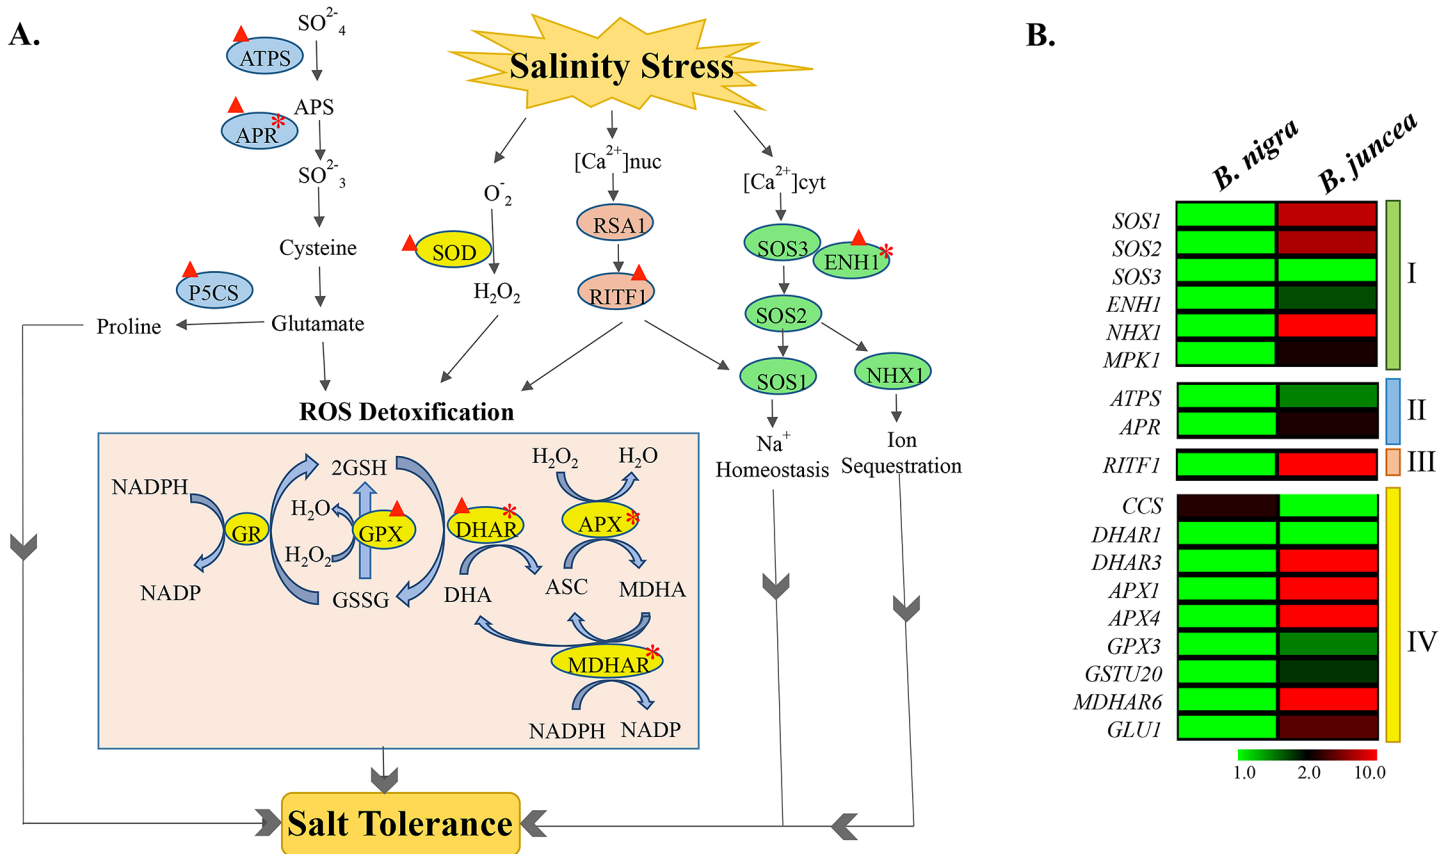 A.
B.
SO²⁻₄
ATPS
APS
APR*
SO²⁻₃
Cysteine
P5CS
Proline
Glutamate
Salinity Stress
O⁻₂
SOD
H₂O₂
[Ca²⁺]nuc
RSA1
RITF1
[Ca²⁺]cyt
SOS3
ENH1*
SOS2
SOS1
NHX1
Na⁺
Homeostasis
Ion
Sequestration
ROS Detoxification
NADPH
GR
NADP
2GSH
H₂O
GPX
H₂O₂
GSSG
DHAR*
DHA
H₂O₂
H₂O
APX*
ASC
MDHA
MDHAR*
NADPH
NADP
Salt Tolerance
B. nigra
B. juncea
SOS1
SOS2
SOS3
ENH1
NHX1
MPK1
I
ATPS
APR
II
RITF1
III
CCS
DHAR1
DHAR3
APX1
APX4
GPX3
GSTU20
MDHAR6
GLU1
IV
1.0 2.0 10.0